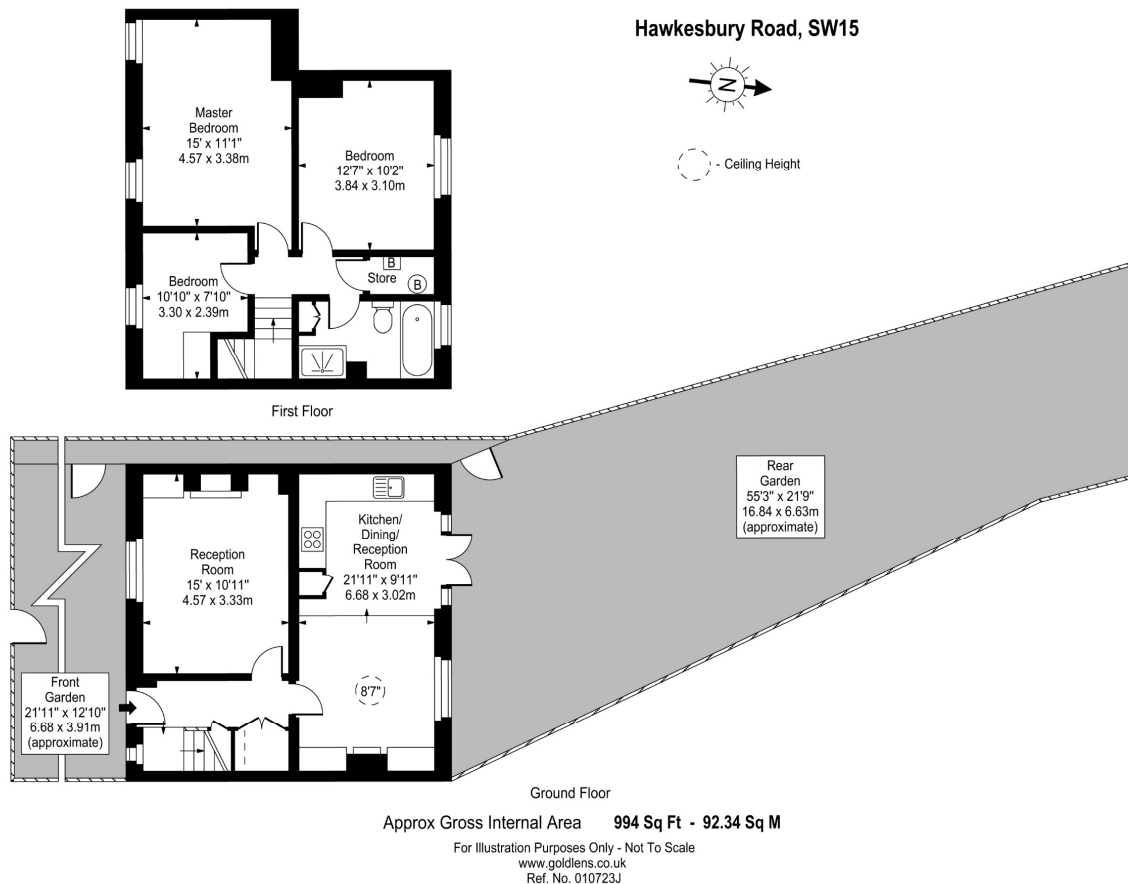 Hawkesbury Road, SW15
N
- Ceiling Height
Master
Bedroom
15' x 11'1"
4.57 x 3.38m
Bedroom
12'7" x 10'2"
3.84 x 3.10m
Bedroom
10'10" x 7'10"
3.30 x 2.39m
B
Store
B
First Floor
Reception
Room
15' x 10'11"
4.57 x 3.33m
Kitchen/
Dining/
Reception
Room
21'11" x 9'11"
6.68 x 3.02m
8'7"
Rear
Garden
55'3" x 21'9"
16.84 x 6.63m
(approximate)
Front
Garden
21'11" x 12'10"
6.68 x 3.91m
(approximate)
Ground Floor
Approx Gross Internal Area 994 Sq Ft - 92.34 Sq M
For Illustration Purposes Only - Not To Scale
www.goldlens.co.uk
Ref. No. 010723J